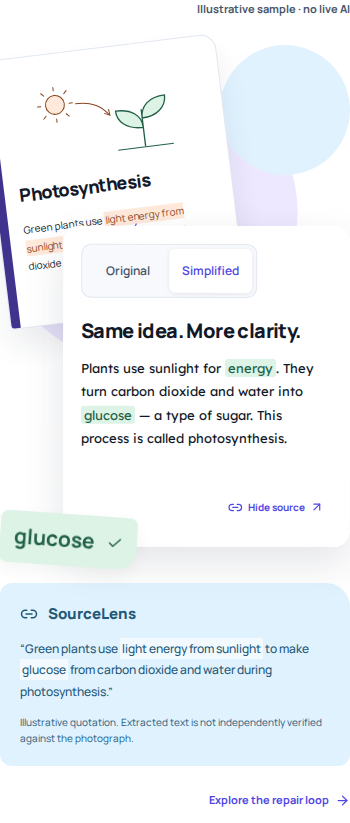 Illustrative sample · no live AI
Photosynthesis
Green plants use light energy from
sunlight
dioxide
Original
Simplified
Same idea. More clarity.
Plants use sunlight for energy. They
turn carbon dioxide and water into
glucose — a type of sugar. This
process is called photosynthesis.
Hide source
glucose
SourceLens
“Green plants use light energy from sunlight to make
glucose from carbon dioxide and water during
photosynthesis.”
Illustrative quotation. Extracted text is not independently verified
against the photograph.
Explore the repair loop